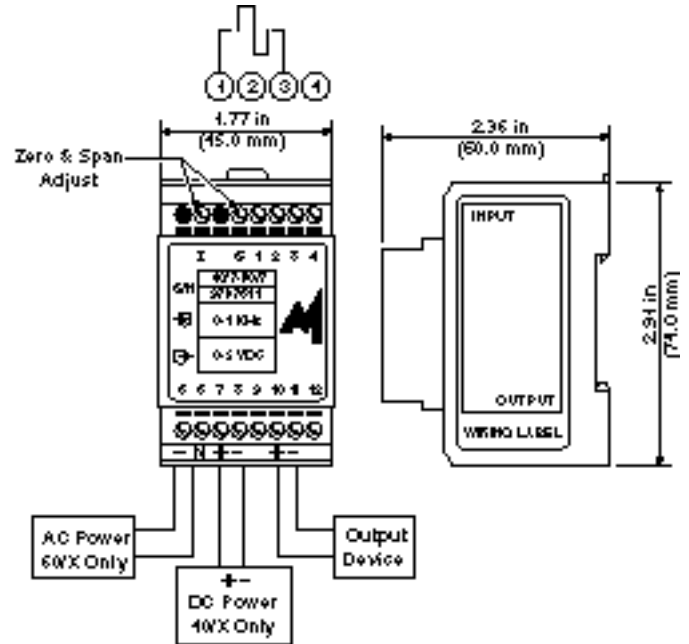 1 2 3 4
1.77 in
(45.0 mm)
2.36 in
(60.0 mm)
Zero & Span
Adjust
Z G 1 2 3 4
S/N
0-1 KHz
0-5 VDC
5 6 7 8 9 10 11 12
− N + − + −
INPUT
OUTPUT
WIRING LABEL
2.91 in
(74.0 mm)
AC Power
60/X Only
+ −
DC Power
40/X Only
Output
Device